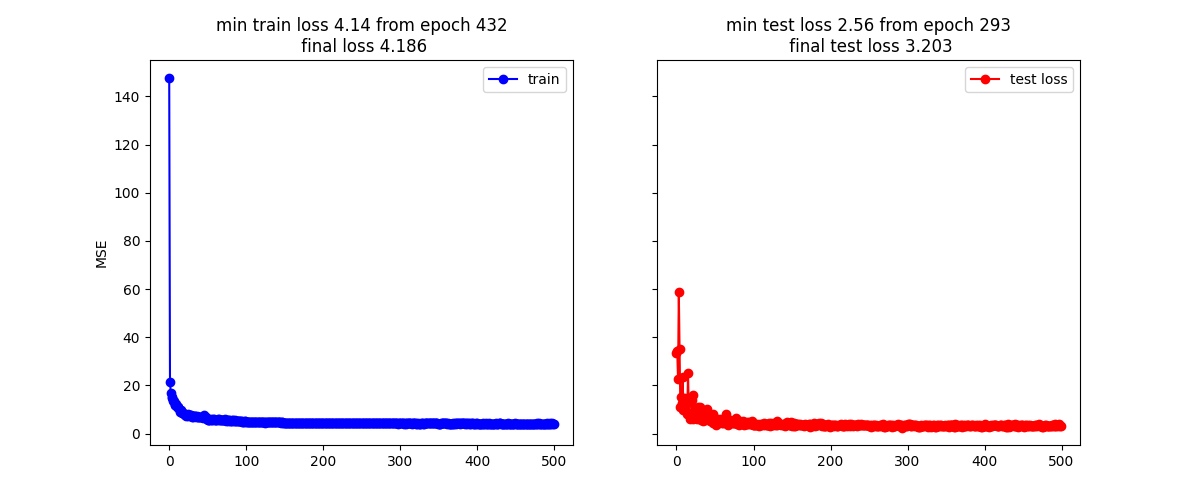 min train loss 4.14 from epoch 432
final loss 4.186
min test loss 2.56 from epoch 293
final test loss 3.203
train
test loss
MSE
140
120
100
80
60
40
20
0
0 100 200 300 400 500
0 100 200 300 400 500